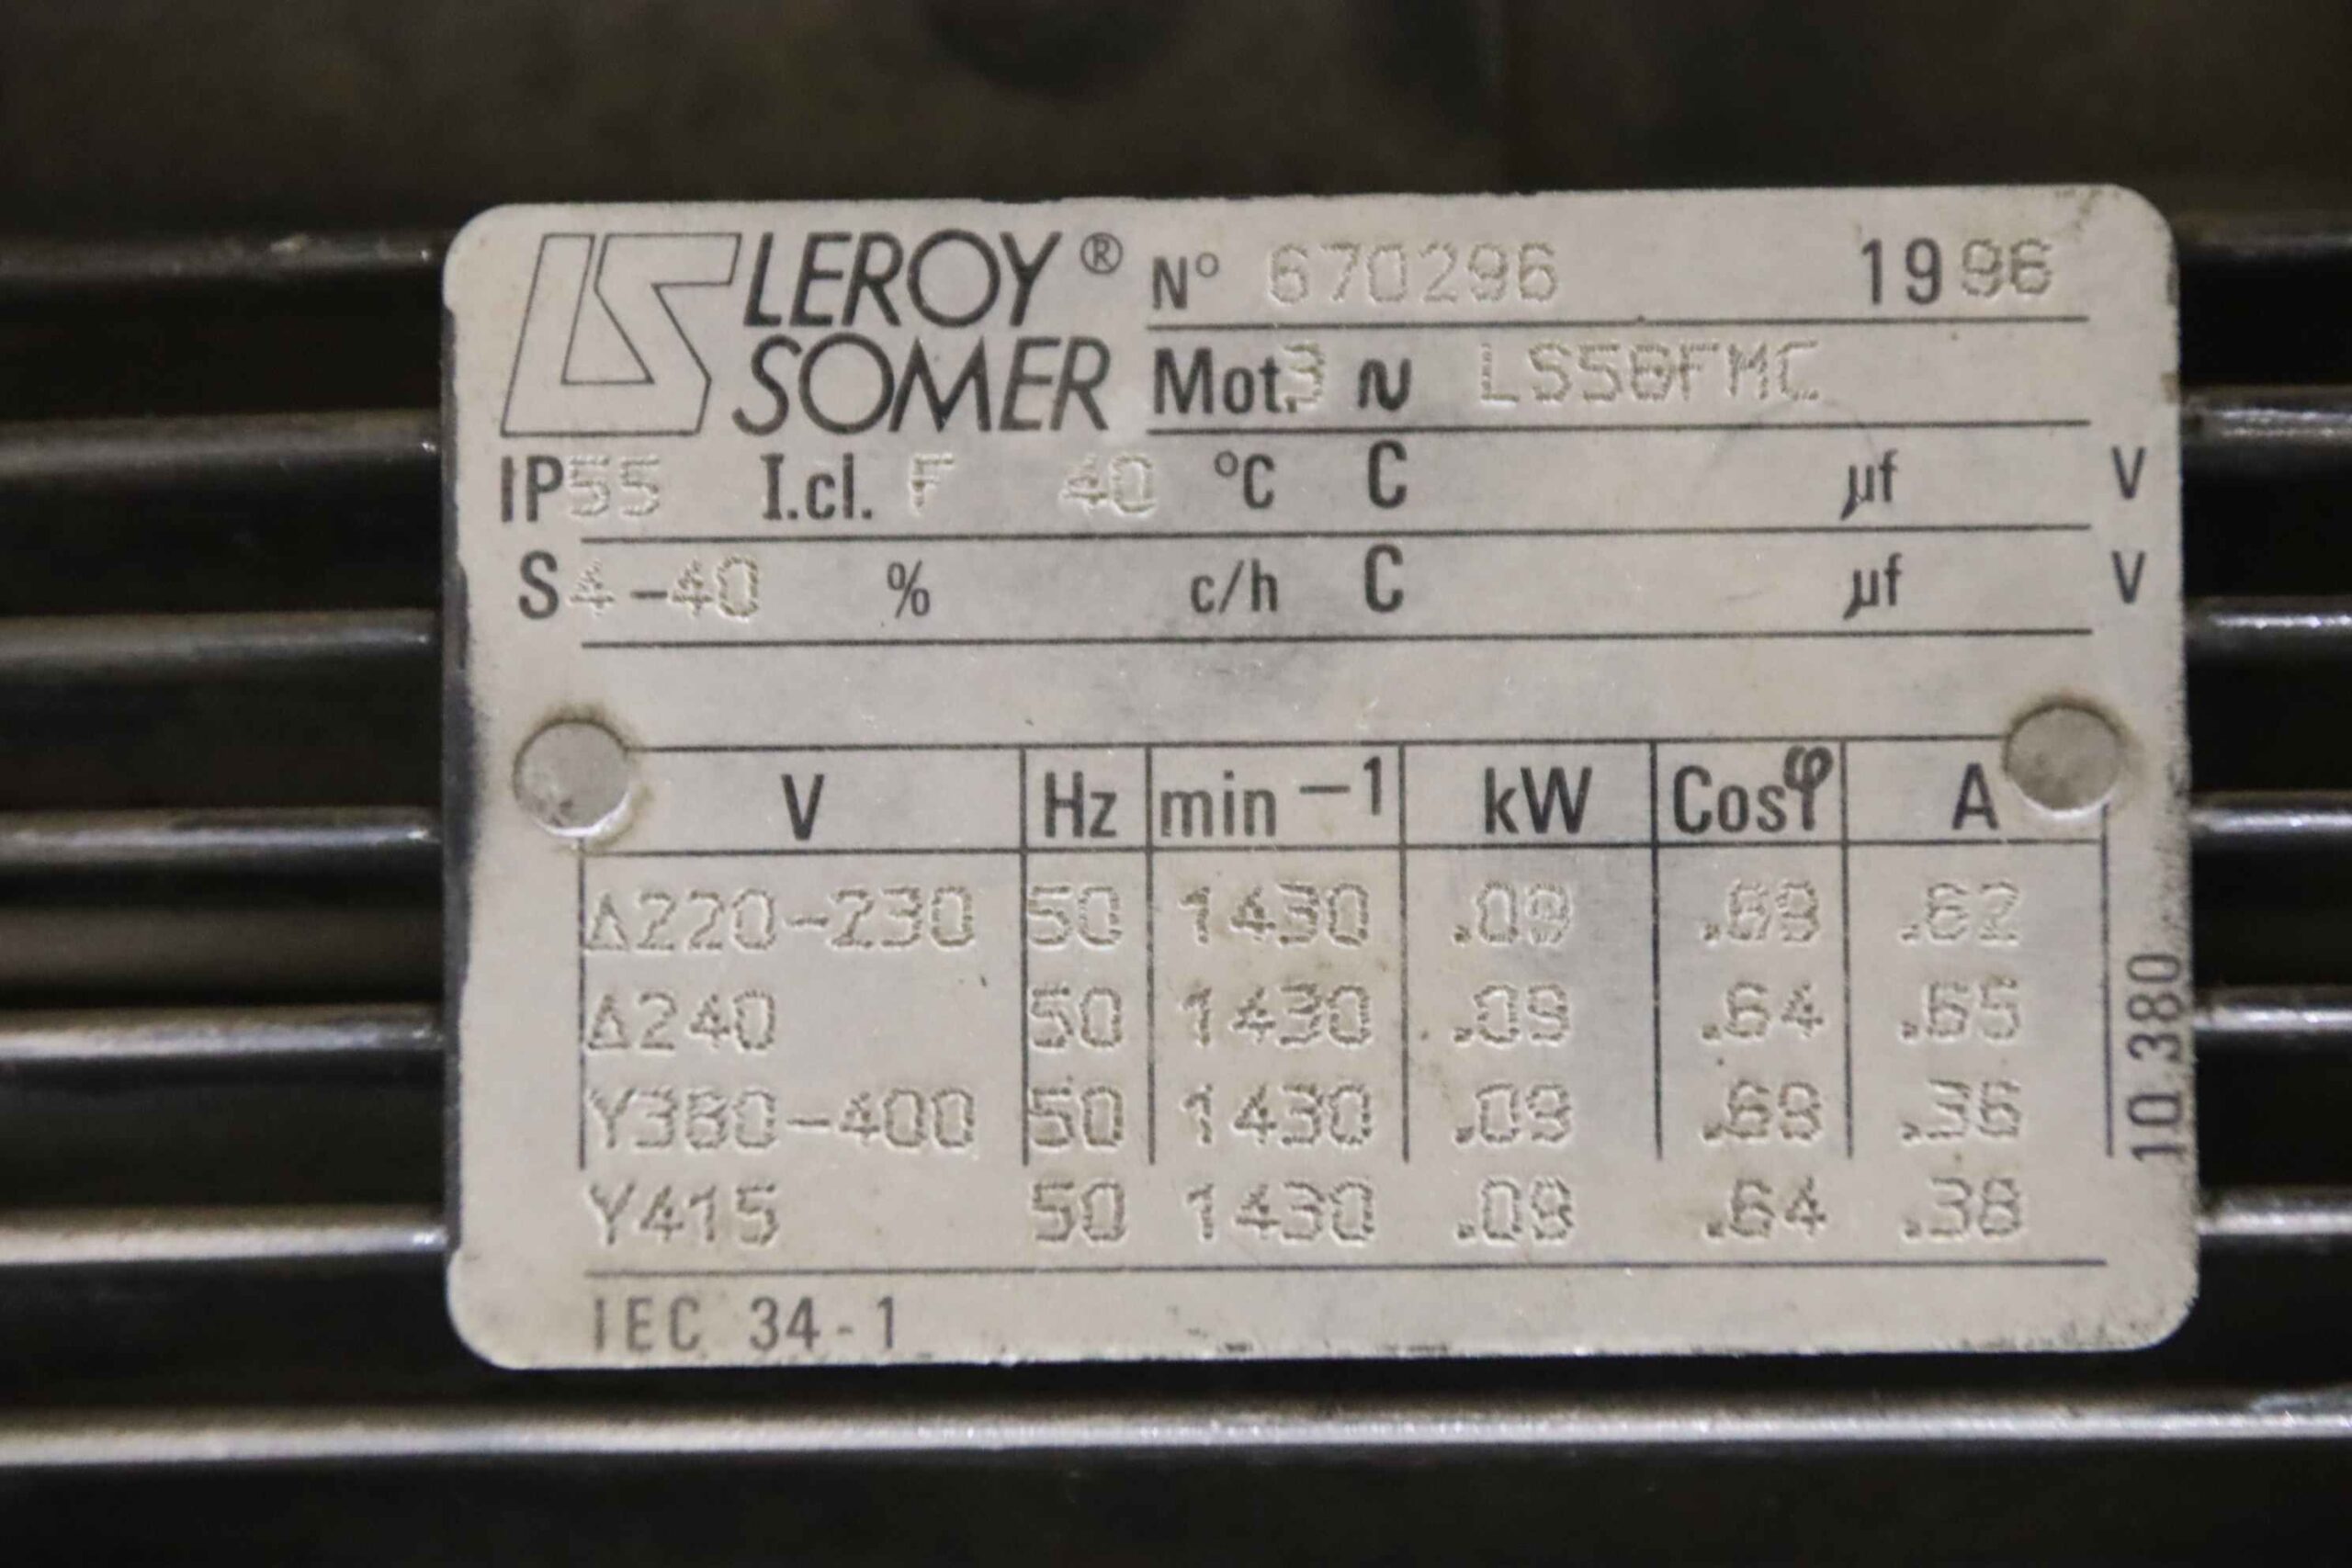 LS LEROY® SOMER
N° 670296 1996
Mot. 3 ~ LS56FMC
IP55 I.cl. F 40 °C C µf V
S4-40 % c/h C µf V
V Hz min-1 kW Cosφ A
Δ220-230 50 1430 .09 .69 .62
Δ240 50 1430 .09 .64 .65
Y380-400 50 1430 .09 .69 .36
Y415 50 1430 .09 .64 .38
10.380
IEC 34-1